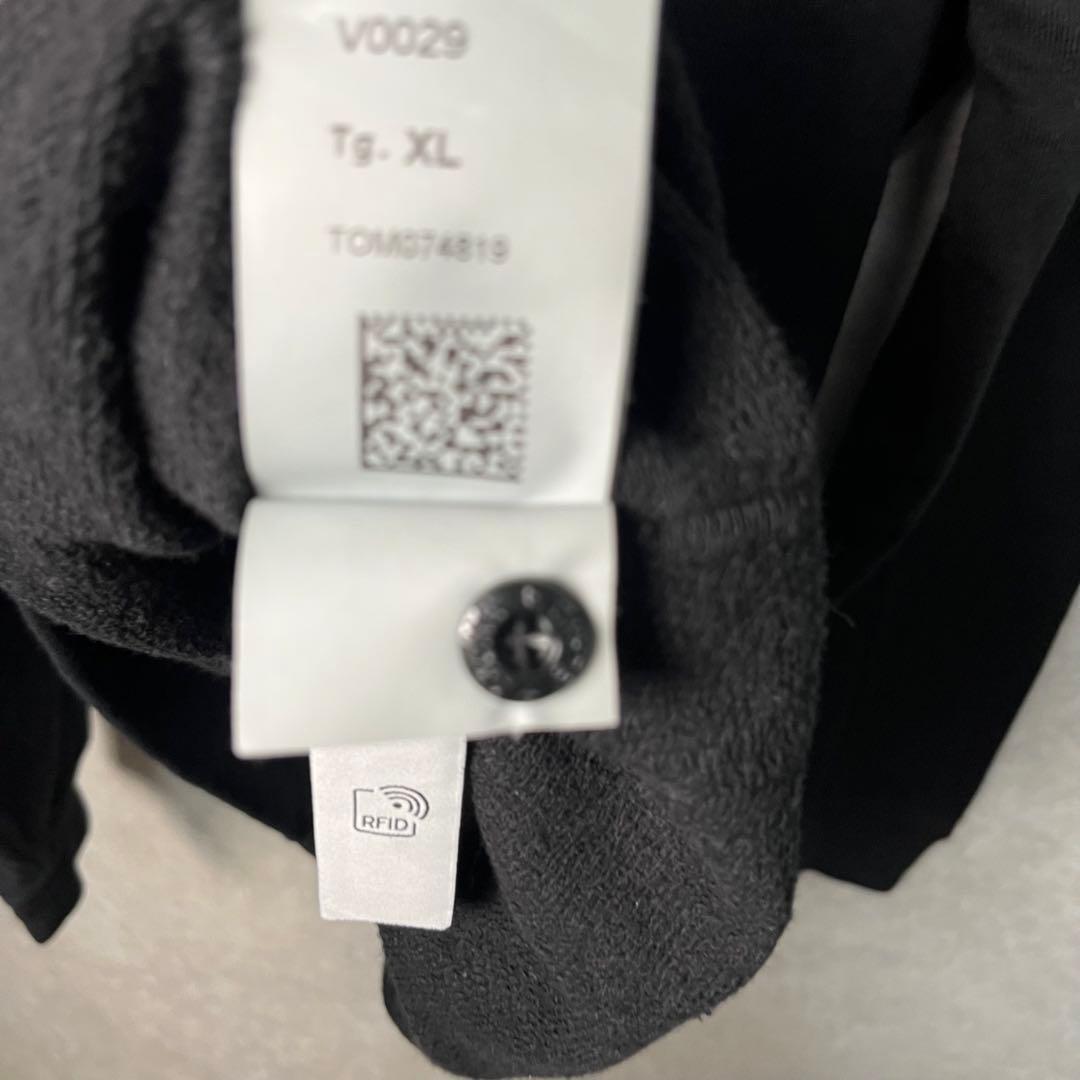 V0029
Tg. XL
TOM074819
RFID